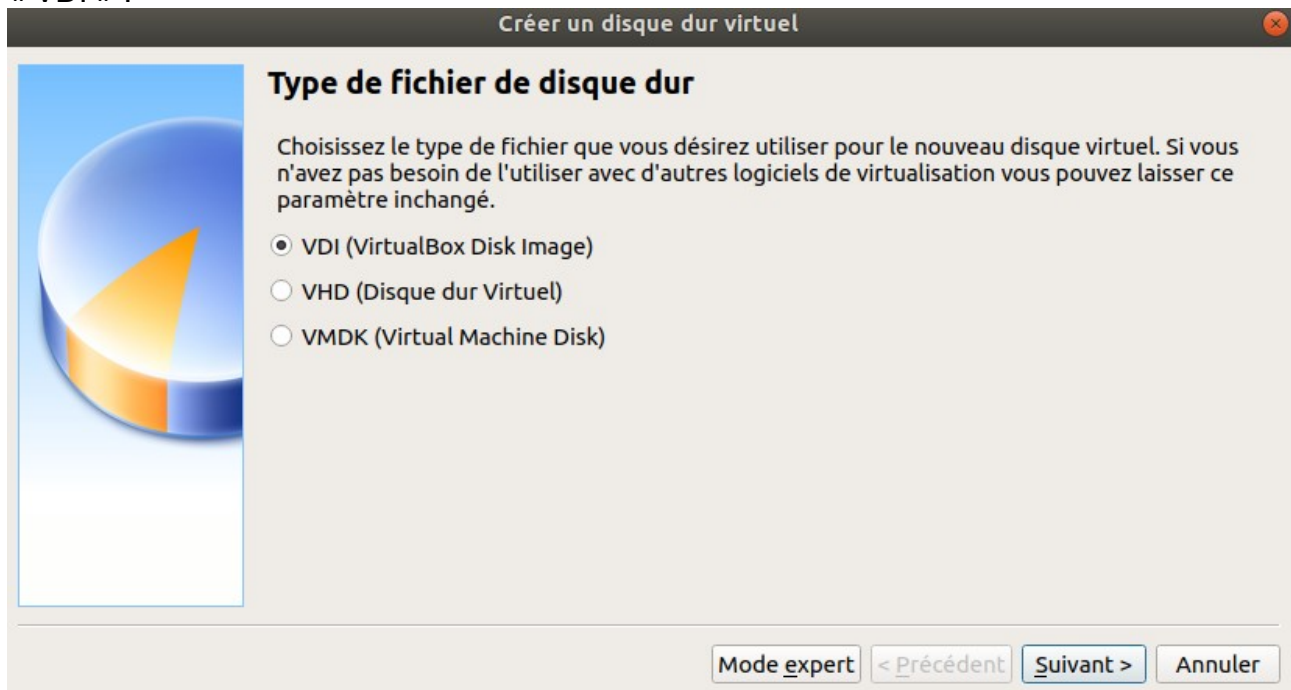 Créer un disque dur virtuel
Type de fichier de disque dur
Choisissez le type de fichier que vous désirez utiliser pour le nouveau disque virtuel. Si vous
n'avez pas besoin de l'utiliser avec d'autres logiciels de virtualisation vous pouvez laisser ce
paramètre inchangé.
VDI (VirtualBox Disk Image)
VHD (Disque dur Virtuel)
VMDK (Virtual Machine Disk)
Mode expert < Précédent Suivant > Annuler